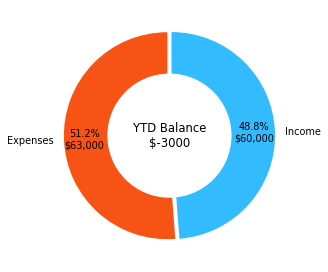 YTD Balance
$-3000
Expenses
51.2%
$63,000
48.8%
$60,000
Income